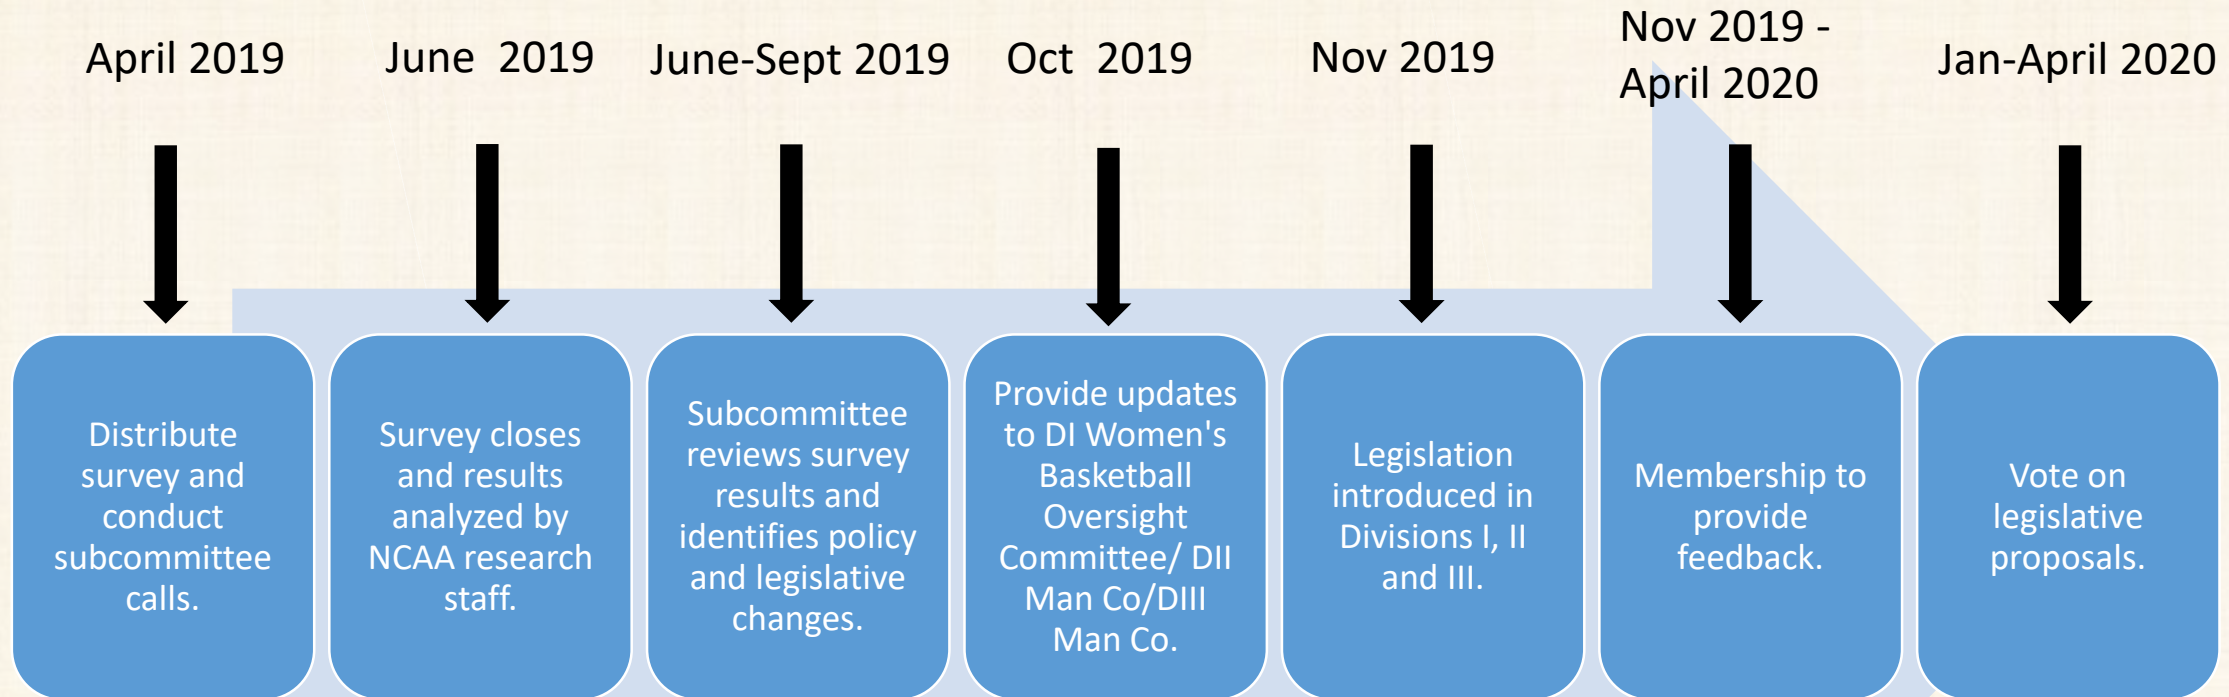 April 2019
June  2019
June-Sept 2019
Oct  2019
Nov 2019
Nov 2019 -
April 2020
Jan-April 2020
Distribute
survey and
conduct
subcommittee
calls.
Survey closes
and results
analyzed by
NCAA research
staff.
Subcommittee
reviews survey
results and
identifies policy
and legislative
changes.
Provide updates
to DI Women's
Basketball
Oversight
Committee/ DII
Man Co/DIII
Man Co.
Legislation
introduced in
Divisions I, II
and III.
Membership to
provide
feedback.
Vote on
legislative
proposals.